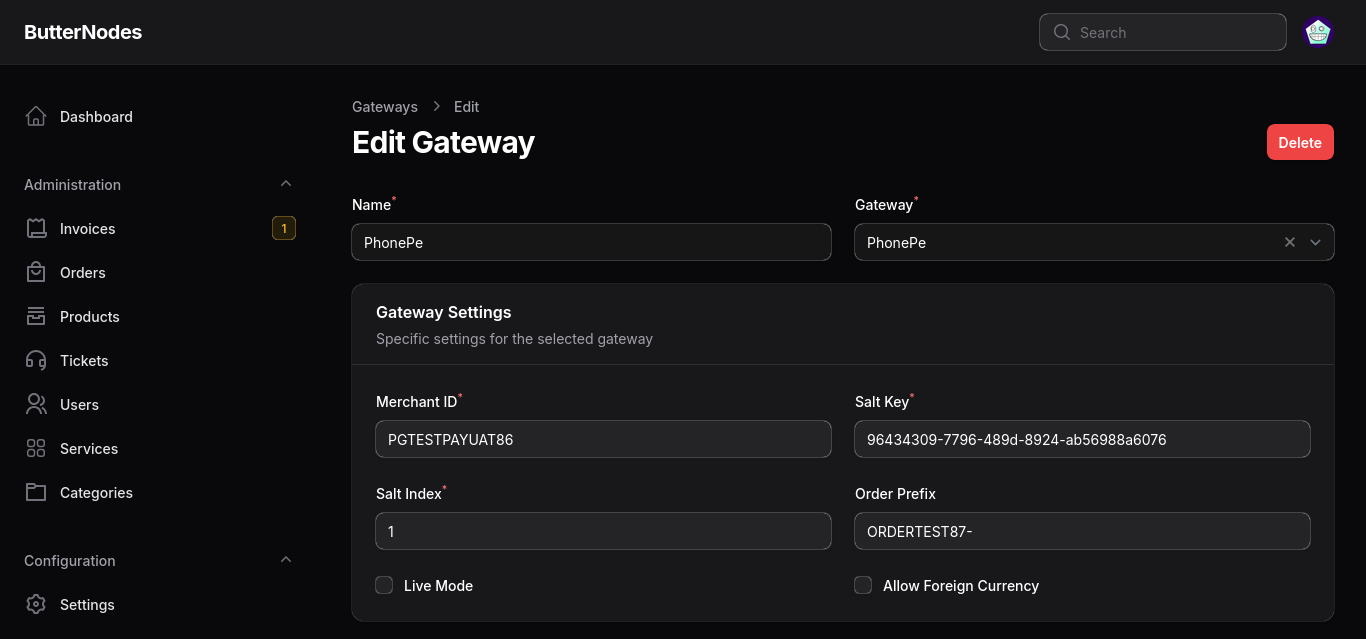 ButterNodes
Search
Dashboard
Administration
Invoices
1
Orders
Products
Tickets
Users
Services
Categories
Configuration
Settings
Gateways > Edit
Edit Gateway
Delete
Name*
Gateway*
PhonePe
PhonePe
Gateway Settings
Specific settings for the selected gateway
Merchant ID*
Salt Key*
PGTESTPAYUAT86
96434309-7796-489d-8924-ab56988a6076
Salt Index*
Order Prefix
1
ORDERTEST87-
Live Mode
Allow Foreign Currency